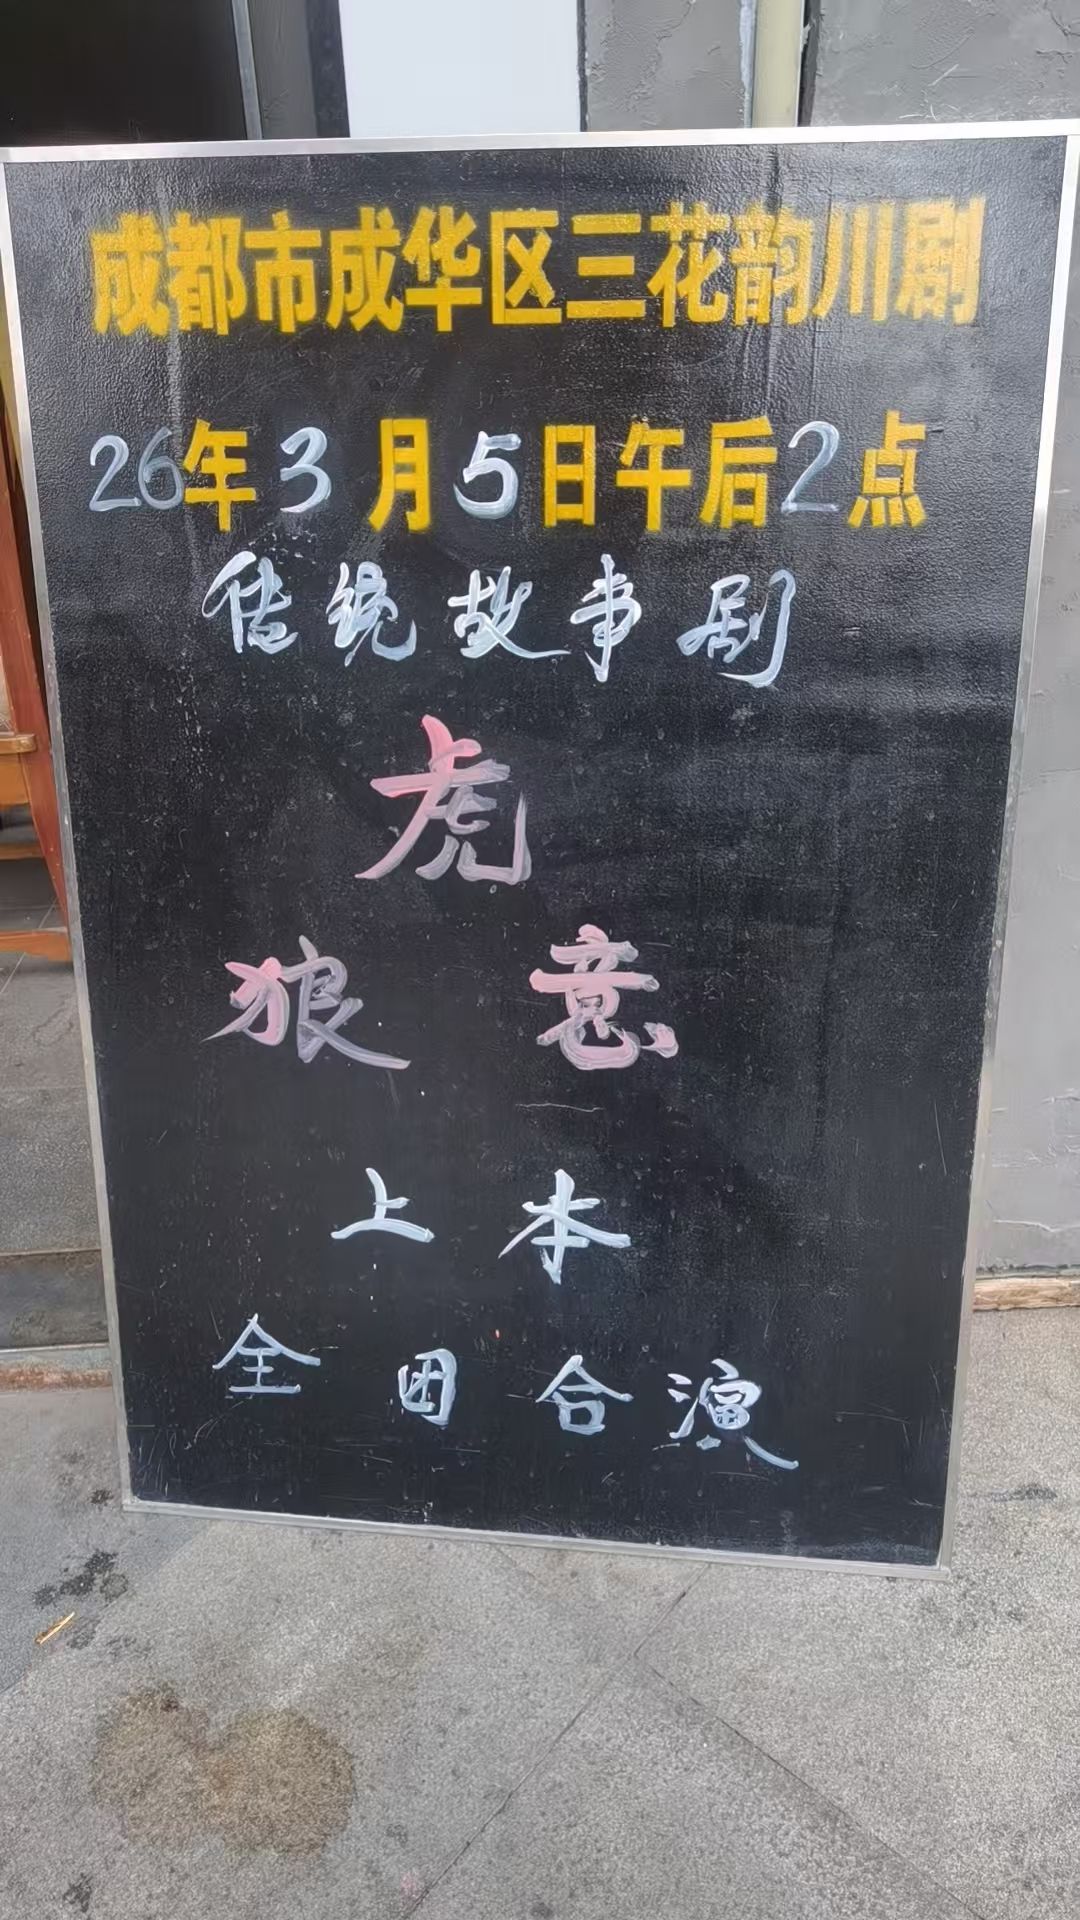 成都市成华区三花韵川剧
26年3月5日午后2点
传统故事剧
虎
狼 意
上 本
全团合演